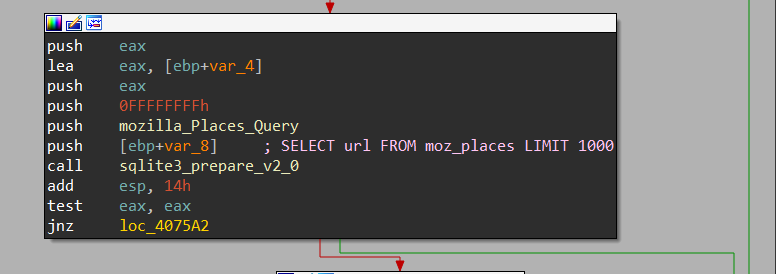 push eax
lea eax, [ebp+var_4]
push eax
push 0FFFFFFFFh
push mozilla_Places_Query
push [ebp+var_8] ; SELECT url FROM moz_places LIMIT 1000
call sqlite3_prepare_v2_0
add esp, 14h
test eax, eax
jnz loc_4075A2